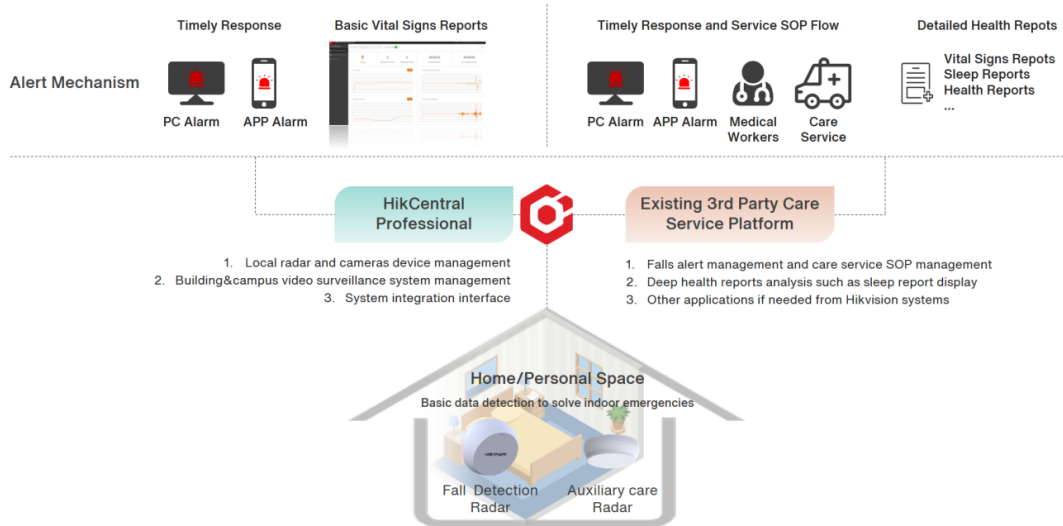 Timely Response
Basic Vital Signs Reports
Timely Response and Service SOP Flow
Detailed Health Repots
Alert Mechanism
PC Alarm
APP Alarm
PC Alarm
APP Alarm
Medical
Workers
Care
Service
Vital Signs Repots
Sleep Reports
Health Reports
...
HikCentral
Professional
Existing 3rd Party Care
Service Platform
1. Local radar and cameras device management
2. Building&campus video surveillance system management
3. System integration interface
1. Falls alert management and care service SOP management
2. Deep health reports analysis such as sleep report display
3. Other applications if needed from Hikvision systems
Home/Personal Space
Basic data detection to solve indoor emergencies
Fall Detection
Radar
Auxiliary care
Radar